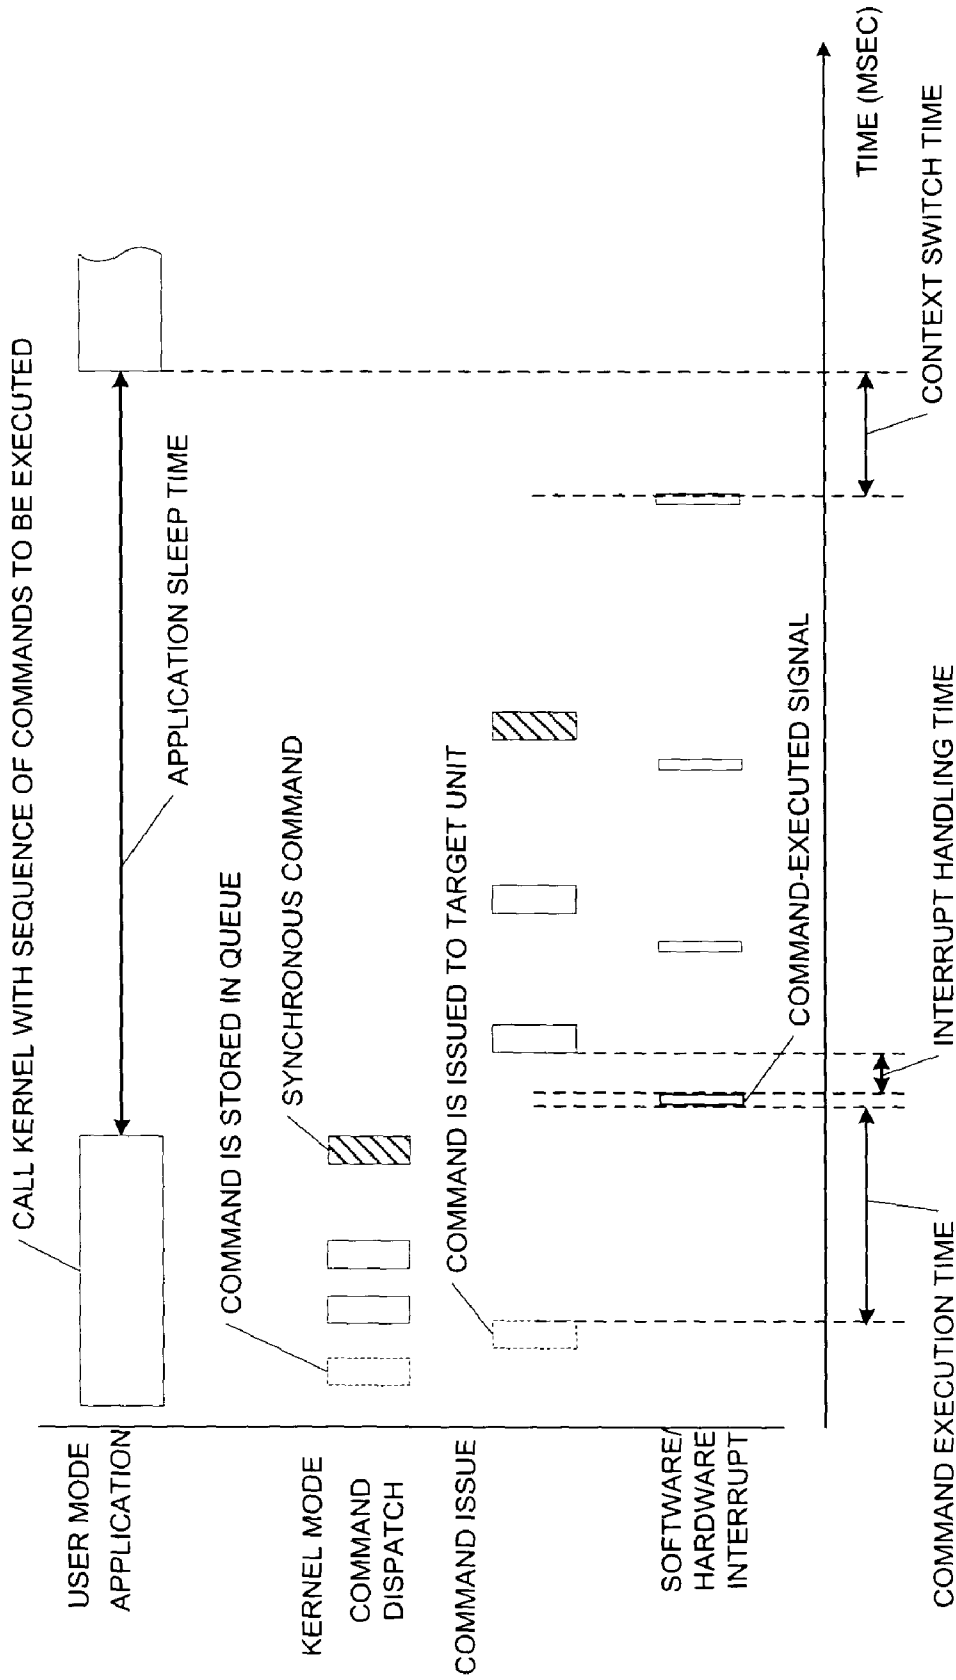 CALL KERNEL WITH SEQUENCE OF COMMANDS TO BE EXECUTED
USER MODE
APPLICATION
APPLICATION SLEEP TIME
COMMAND IS STORED IN QUEUE
SYNCHRONOUS COMMAND
KERNEL MODE
COMMAND
DISPATCH
COMMAND IS ISSUED TO TARGET UNIT
COMMAND ISSUE
SOFTWARE/
HARDWARE
INTERRUPT
COMMAND-EXECUTED SIGNAL
TIME (MSEC)
COMMAND EXECUTION TIME
INTERRUPT HANDLING TIME
CONTEXT SWITCH TIME